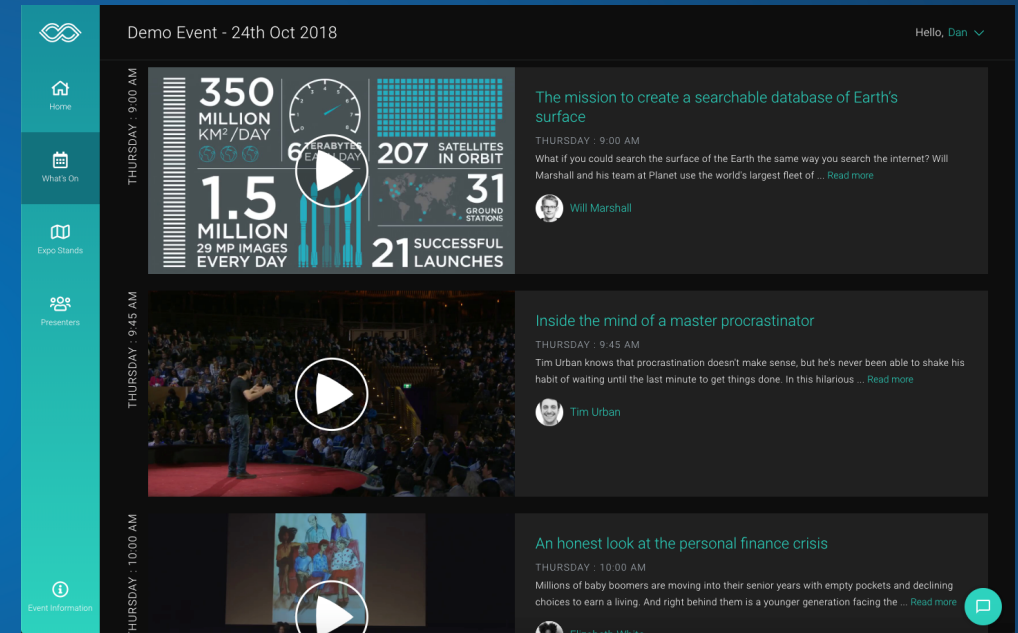 Demo Event - 24th Oct 2018
Hello, Dan
Home
What's On
Expo Stands
Presenters
Event Information
THURSDAY : 9:00 AM
350
MILLION
KM²/DAY
TERABYTES
207 SATELLITES
IN ORBIT
1.5
MILLION
29 MP IMAGES
EVERY DAY
31
GROUND
STATIONS
21 SUCCESSFUL
LAUNCHES
The mission to create a searchable database of Earth's
surface
THURSDAY : 9:00 AM
What if you could search the surface of the Earth the same way you search the internet? Will
Marshall and his team at Planet use the world's largest fleet of ... Read more
Will Marshall
THURSDAY : 9:45 AM
Inside the mind of a master procrastinator
THURSDAY : 9:45 AM
Tim Urban knows that procrastination doesn't make sense, but he's never been able to shake his
habit of waiting until the last minute to get things done. In this hilarious ... Read more
Tim Urban
THURSDAY : 10:00 AM
An honest look at the personal finance crisis
THURSDAY : 10:00 AM
Millions of baby boomers are moving into their senior years with empty pockets and declining
choices to earn a living. And right behind them is a younger generation facing the ... Read more
Elizabeth White